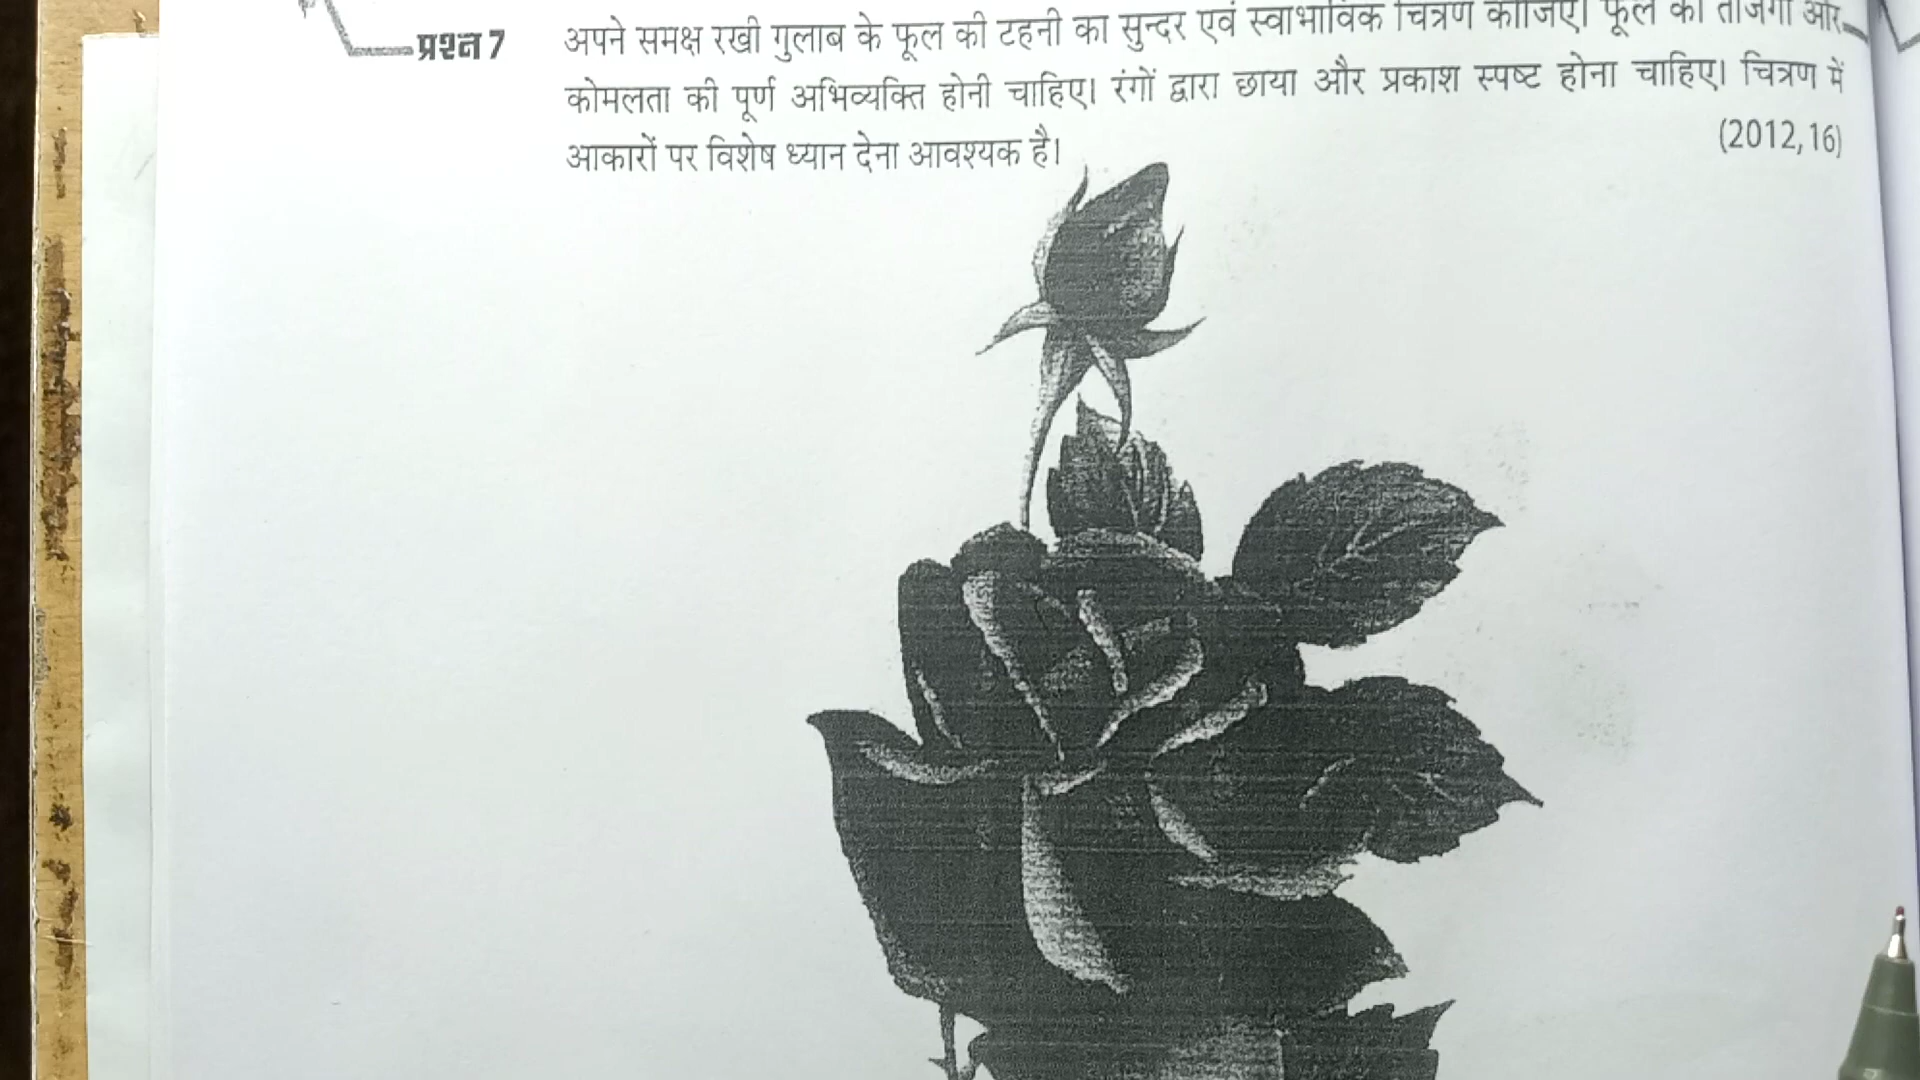 प्रश्न 7 अपने समक्ष रखी गुलाब के फूल की टहनी का सुन्दर एवं स्वाभाविक चित्रण कीजिए। फूल की ताजगी और
कोमलता की पूर्ण अभिव्यक्ति होनी चाहिए। रंगों द्वारा छाया और प्रकाश स्पष्ट होना चाहिए। चित्रण में
आकारों पर विशेष ध्यान देना आवश्यक है। (2012, 16)